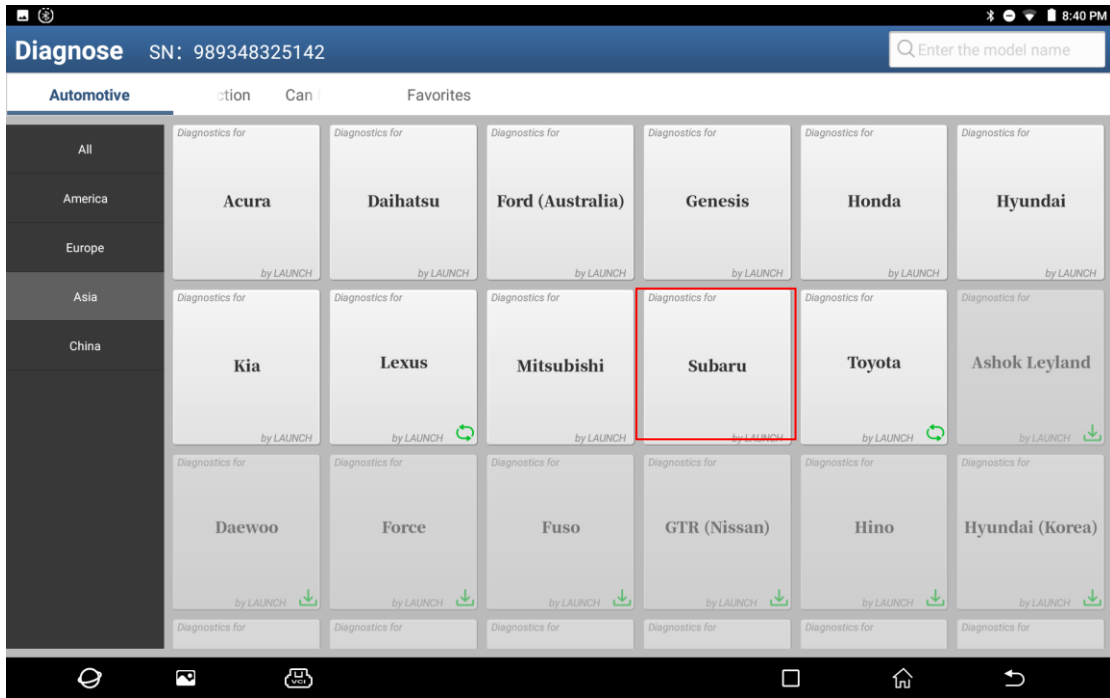 8:40 PM
Diagnose SN: 989348325142 Enter the model name
Automotive ction Can Favorites
All
America
Europe
Asia
China
Diagnostics for Diagnostics for Diagnostics for Diagnostics for Diagnostics for Diagnostics for
Acura Daihatsu Ford (Australia) Genesis Honda Hyundai
by LAUNCH by LAUNCH by LAUNCH by LAUNCH by LAUNCH by LAUNCH
Diagnostics for Diagnostics for Diagnostics for Diagnostics for Diagnostics for Diagnostics for
Kia Lexus Mitsubishi Subaru Toyota Ashok Leyland
by LAUNCH by LAUNCH by LAUNCH by LAUNCH by LAUNCH by LAUNCH
Diagnostics for Diagnostics for Diagnostics for Diagnostics for Diagnostics for Diagnostics for
Daewoo Force Fuso GTR (Nissan) Hino Hyundai (Korea)
by LAUNCH by LAUNCH by LAUNCH by LAUNCH by LAUNCH by LAUNCH
Diagnostics for Diagnostics for Diagnostics for Diagnostics for Diagnostics for Diagnostics for
VCI